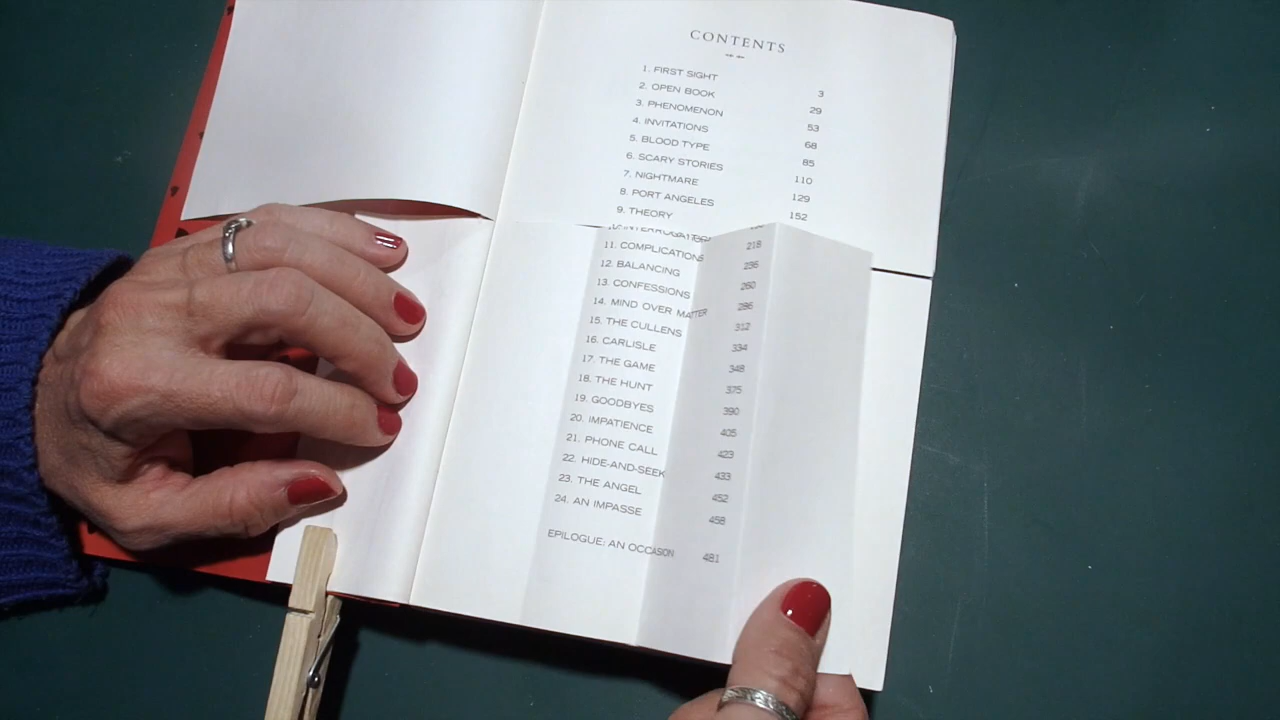 CONTENTS
1. FIRST SIGHT 3
2. OPEN BOOK 29
3. PHENOMENON 53
4. INVITATIONS 68
5. BLOOD TYPE 85
6. SCARY STORIES 110
7. NIGHTMARE 129
8. PORT ANGELES 152
9. THEORY
11. COMPLICATIONS 218
12. BALANCING 236
13. CONFESSIONS 260
14. MIND OVER MATTER 286
15. THE CULLENS 312
16. CARLISLE 334
17. THE GAME 348
18. THE HUNT 375
19. GOODBYES 390
20. IMPATIENCE 405
21. PHONE CALL 423
22. HIDE-AND-SEEK 433
23. THE ANGEL 452
24. AN IMPASSE 458
EPILOGUE: AN OCCASION 481